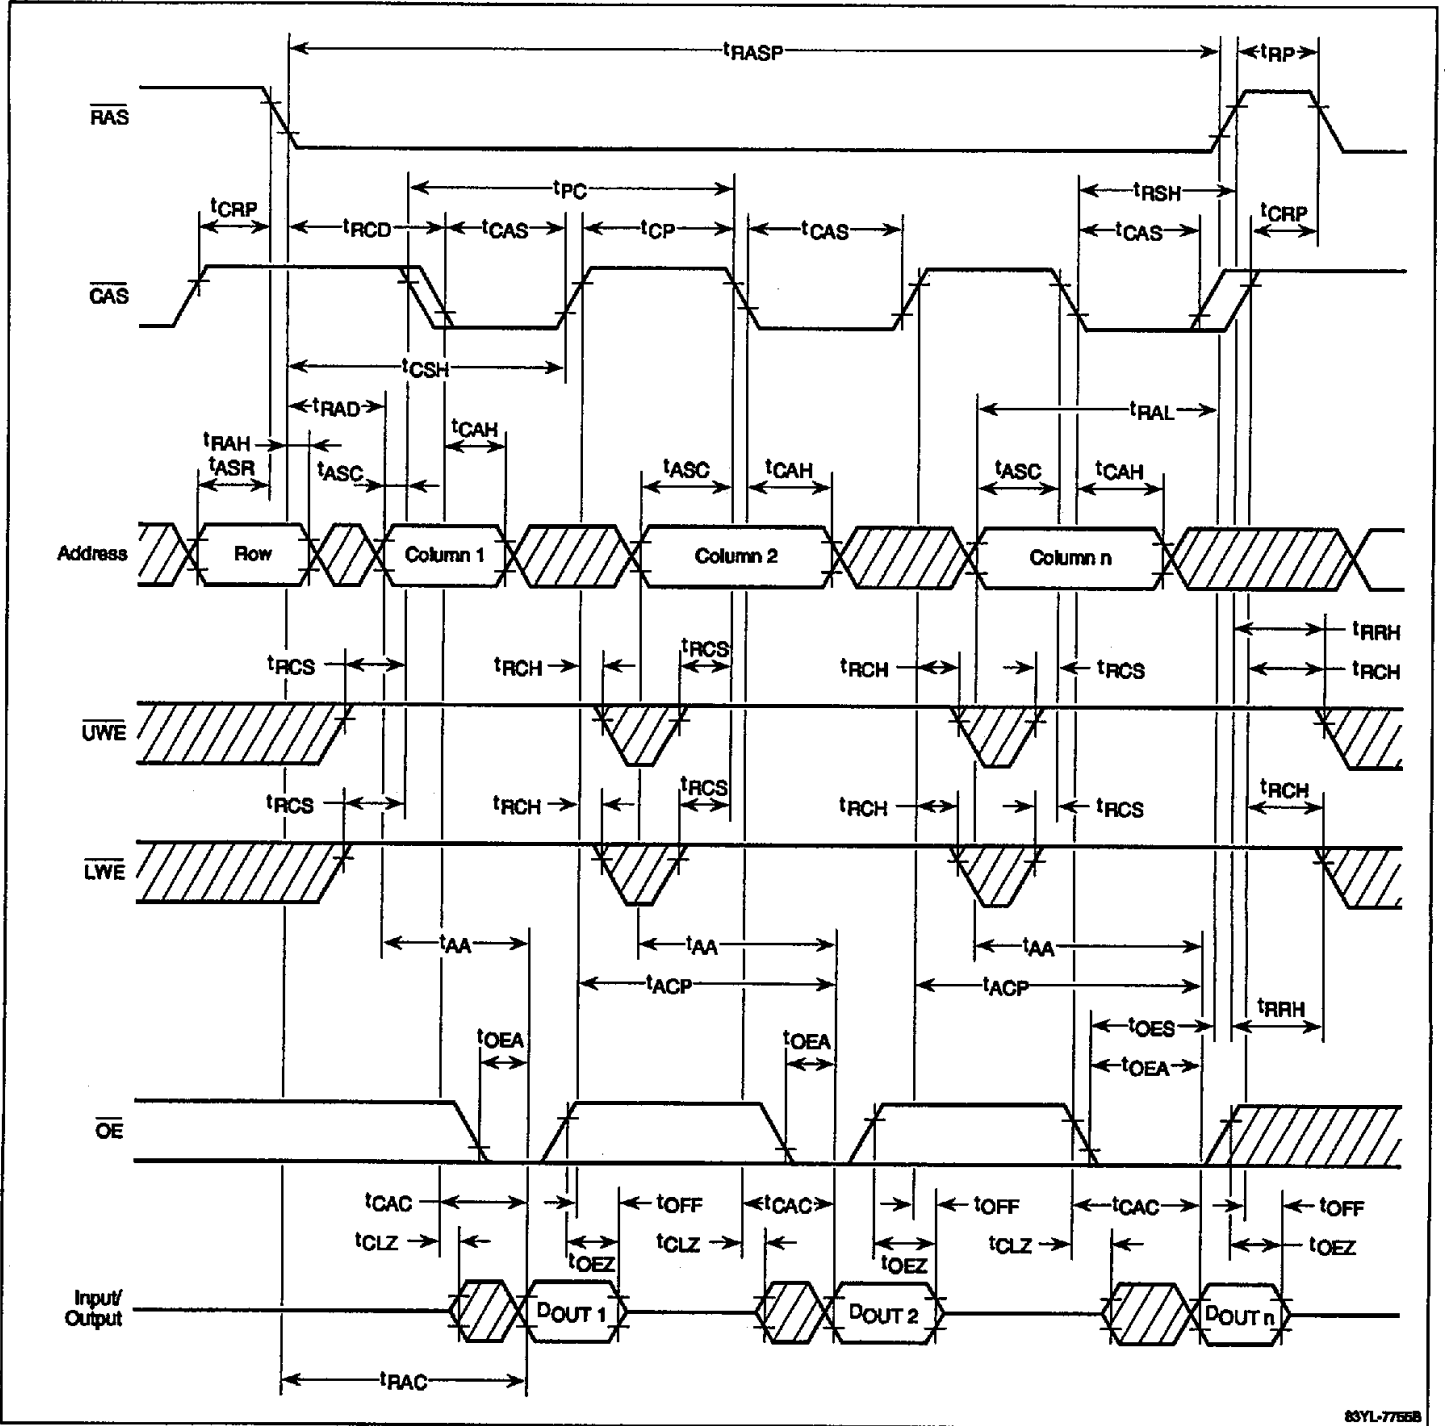 tRASP tRP
RAS
tPC tRSH
tCRP tRCD tCAS tCP tCAS tCAS tCRP
CAS
tCSH
tRAD tRAL
tRAH tCAH
tASR tASC tASC tCAH tASC tCAH
Address Row Column 1 Column 2 Column n
tRRH
tRCS tRCH tRCS tRCH tRCS tRCH
UWE
tRCS tRCH tRCS tRCH tRCS tRCH
LWE
tAA tAA tAA
tACP tACP
tRRH
tOEA tOEA tOES
tOEA
OE
tCAC tOFF tCAC tOFF tCAC tOFF
tCLZ tOEZ tCLZ tOEZ tCLZ tOEZ
Input/
Output DOUT 1 DOUT 2 DOUT n
tRAC
83YL-7755B